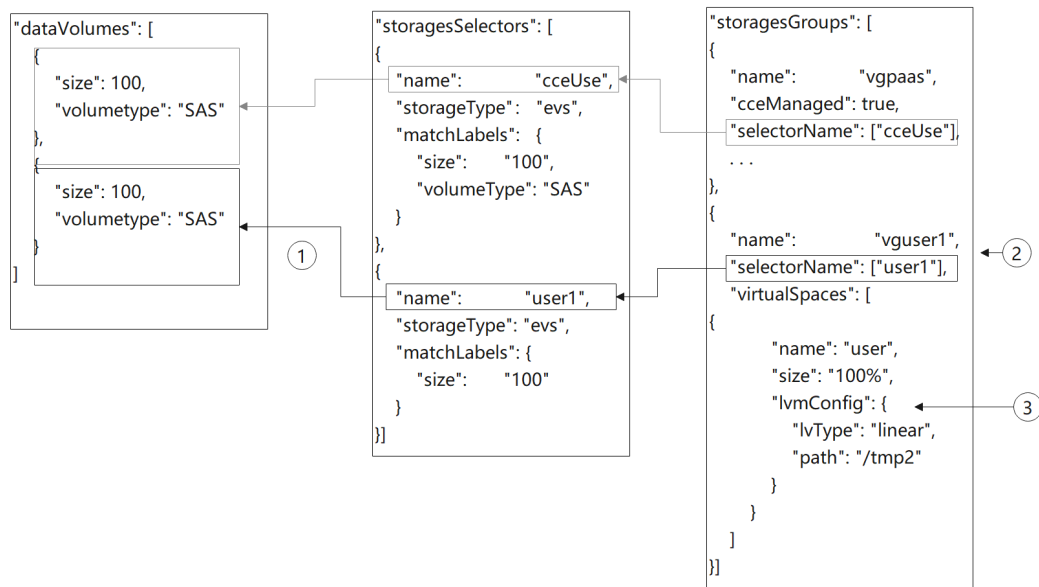 "dataVolumes": [
{
"size": 100,
"volumetype": "SAS"
},
{
"size": 100,
"volumetype": "SAS"
}
]
1
"storagesSelectors": [
{
"name": "cceUse",
"storageType": "evs",
"matchLabels": {
"size": "100",
"volumeType": "SAS"
}
},
{
"name": "user1",
"storageType": "evs",
"matchLabels": {
"size": "100"
}
}]
"storagesGroups": [
{
"name": "vgpaas",
"cceManaged": true,
"selectorName": ["cceUse"],
. . .
},
{
"name": "vguser1",
"selectorName": ["user1"],
"virtualSpaces": [
{
"name": "user",
"size": "100%",
"lvmConfig": {
"lvType": "linear",
"path": "/tmp2"
}
}
]
}]
2
3